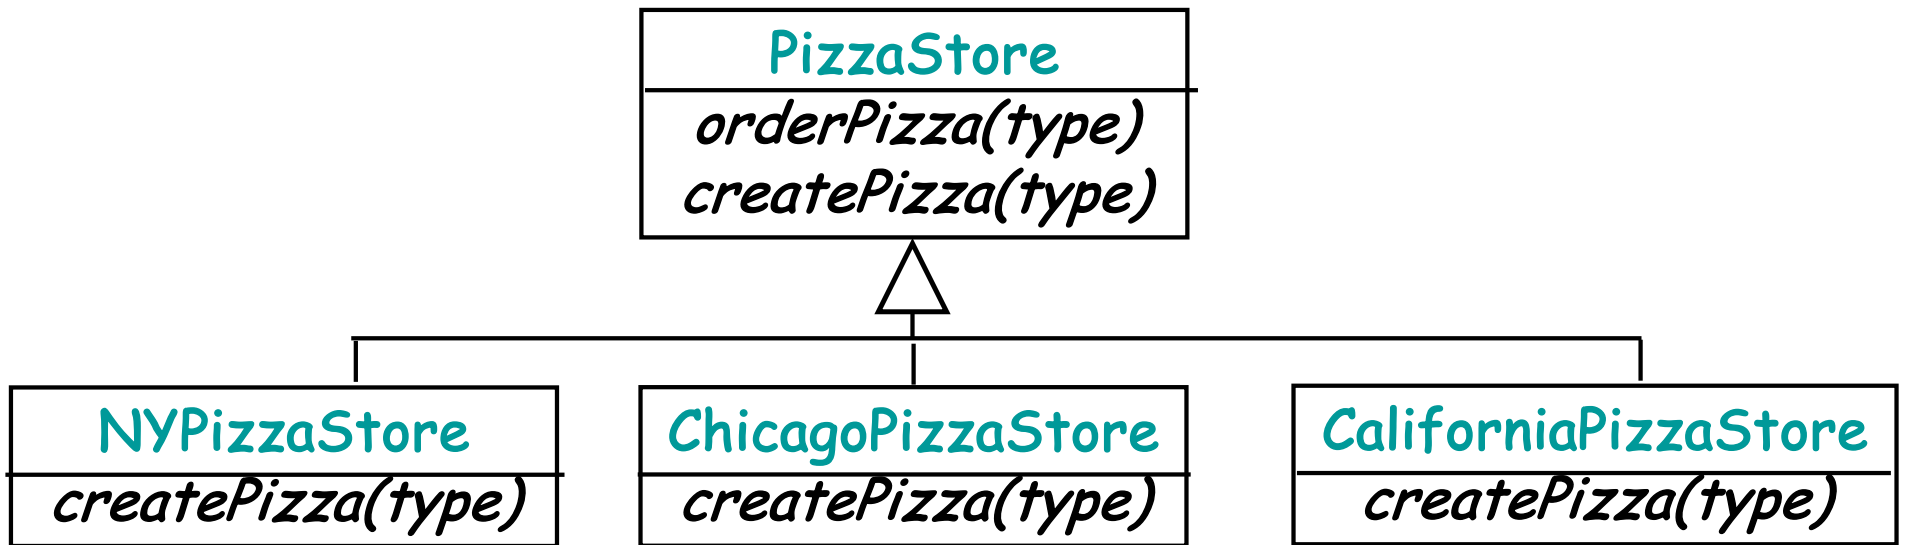 PizzaStore
orderPizza(type)
createPizza(type)
NYPizzaStore
createPizza(type)
ChicagoPizzaStore
createPizza(type)
CaliforniaPizzaStore
createPizza(type)